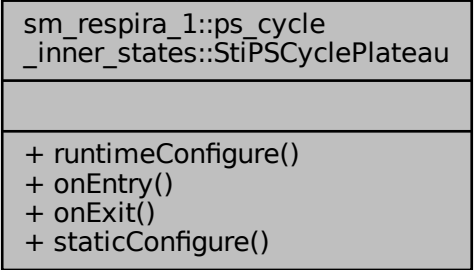 sm_respira_1::ps_cycle
_inner_states::StiPSCyclePlateau
+ runtimeConfigure()
+ onEntry()
+ onExit()
+ staticConfigure()